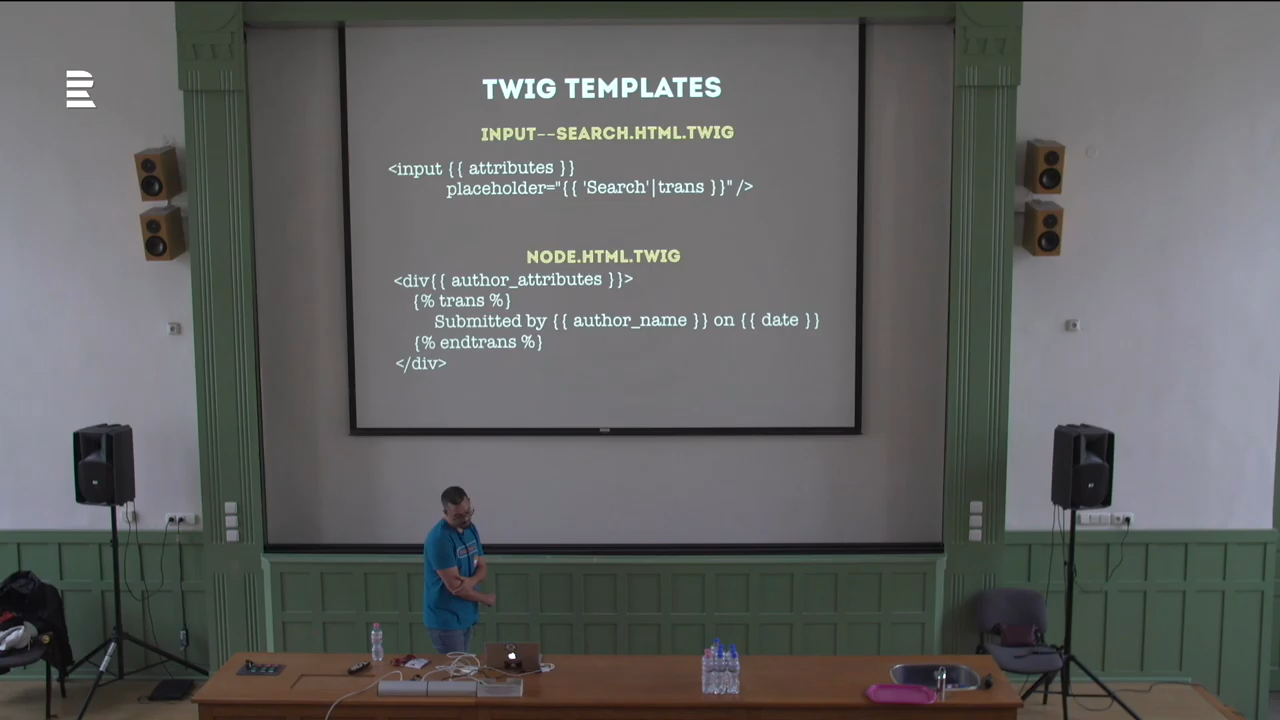 TWIG TEMPLATES
INPUT--SEARCH.HTML.TWIG
<input {{ attributes }}
placeholder="{{ 'Search'|trans }}" />
NODE.HTML.TWIG
<div{{ author_attributes }}>
{% trans %}
Submitted by {{ author_name }} on {{ date }}
{% endtrans %}
</div>